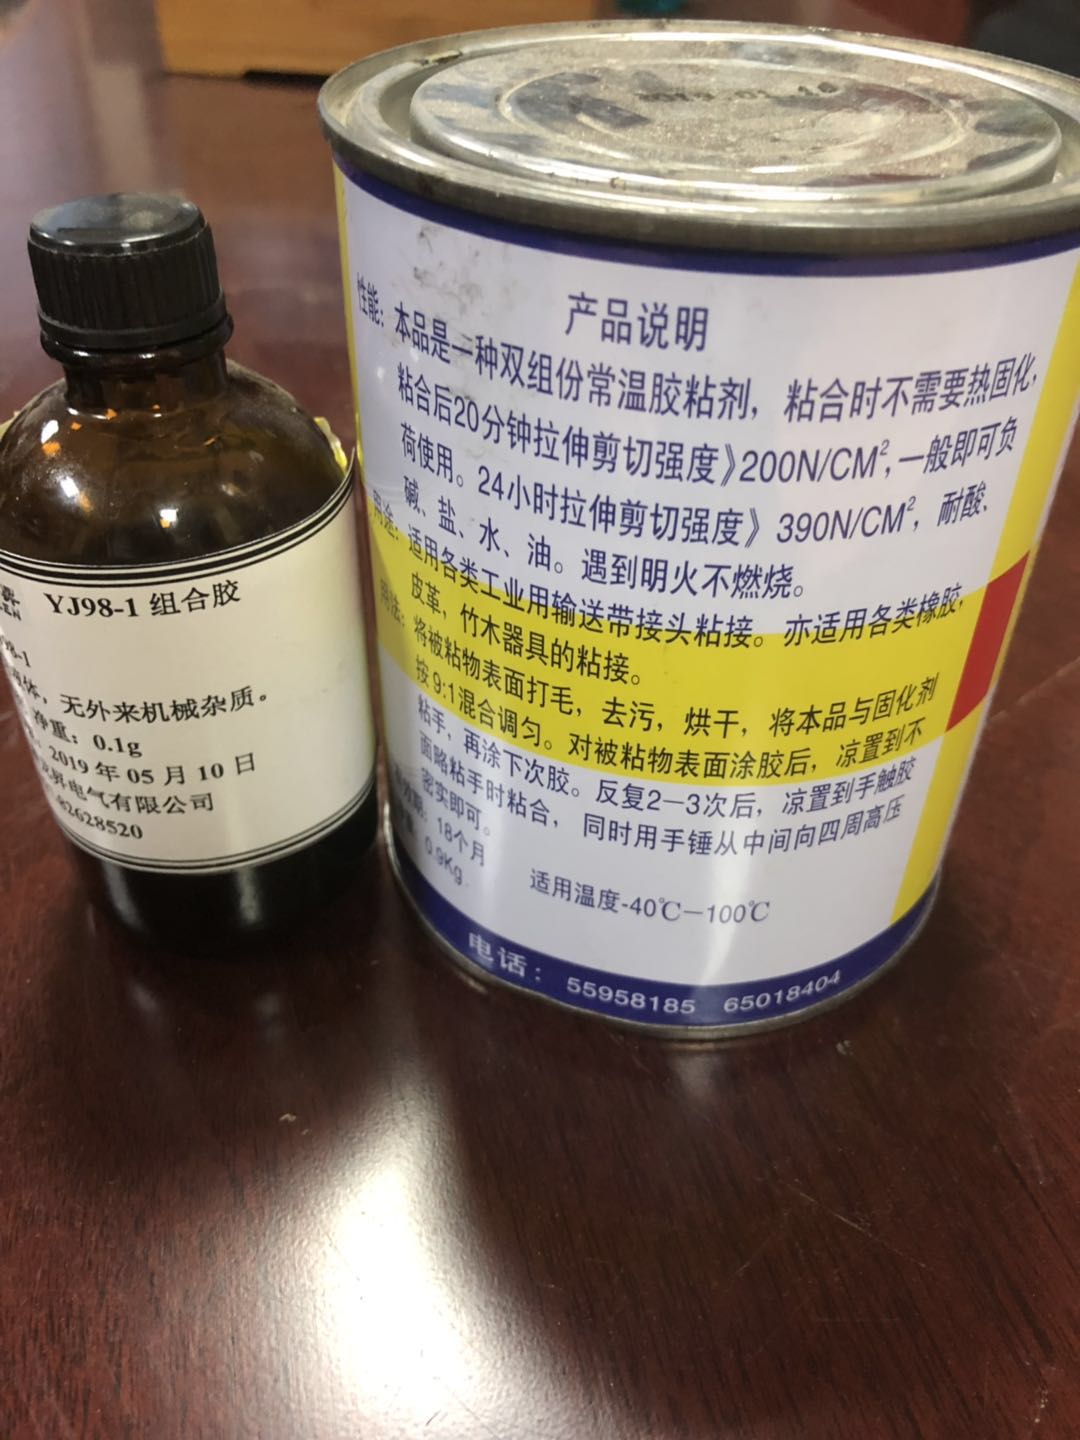 YJ98-1 组合胶
98-1
体，无外来机械杂质。
净重：0.1g
2019年05月10日
昇电气有限公司
82628520
产品说明
性能：本品是一种双组份常温胶粘剂，粘合时不需要热固化，
粘合后20分钟拉伸剪切强度》200N/CM²，一般即可负
荷使用。24小时拉伸剪切强度》390N/CM²，耐酸、
碱、盐、水、油。遇到明火不燃烧。
用途：适用各类工业用输送带接头粘接。亦适用各类橡胶，
皮革，竹木器具的粘接。
用法：将被粘物表面打毛，去污，烘干，将本品与固化剂
按9:1混合调匀。对被粘物表面涂胶后，凉置到不
粘手，再涂下次胶。反复2—3次后，凉置到手触胶
面略粘手时粘合，同时用手锤从中间向四周高压
密实即可。
期：18个月
0.9Kg
适用温度-40℃—100℃
电话：55958185 65018404